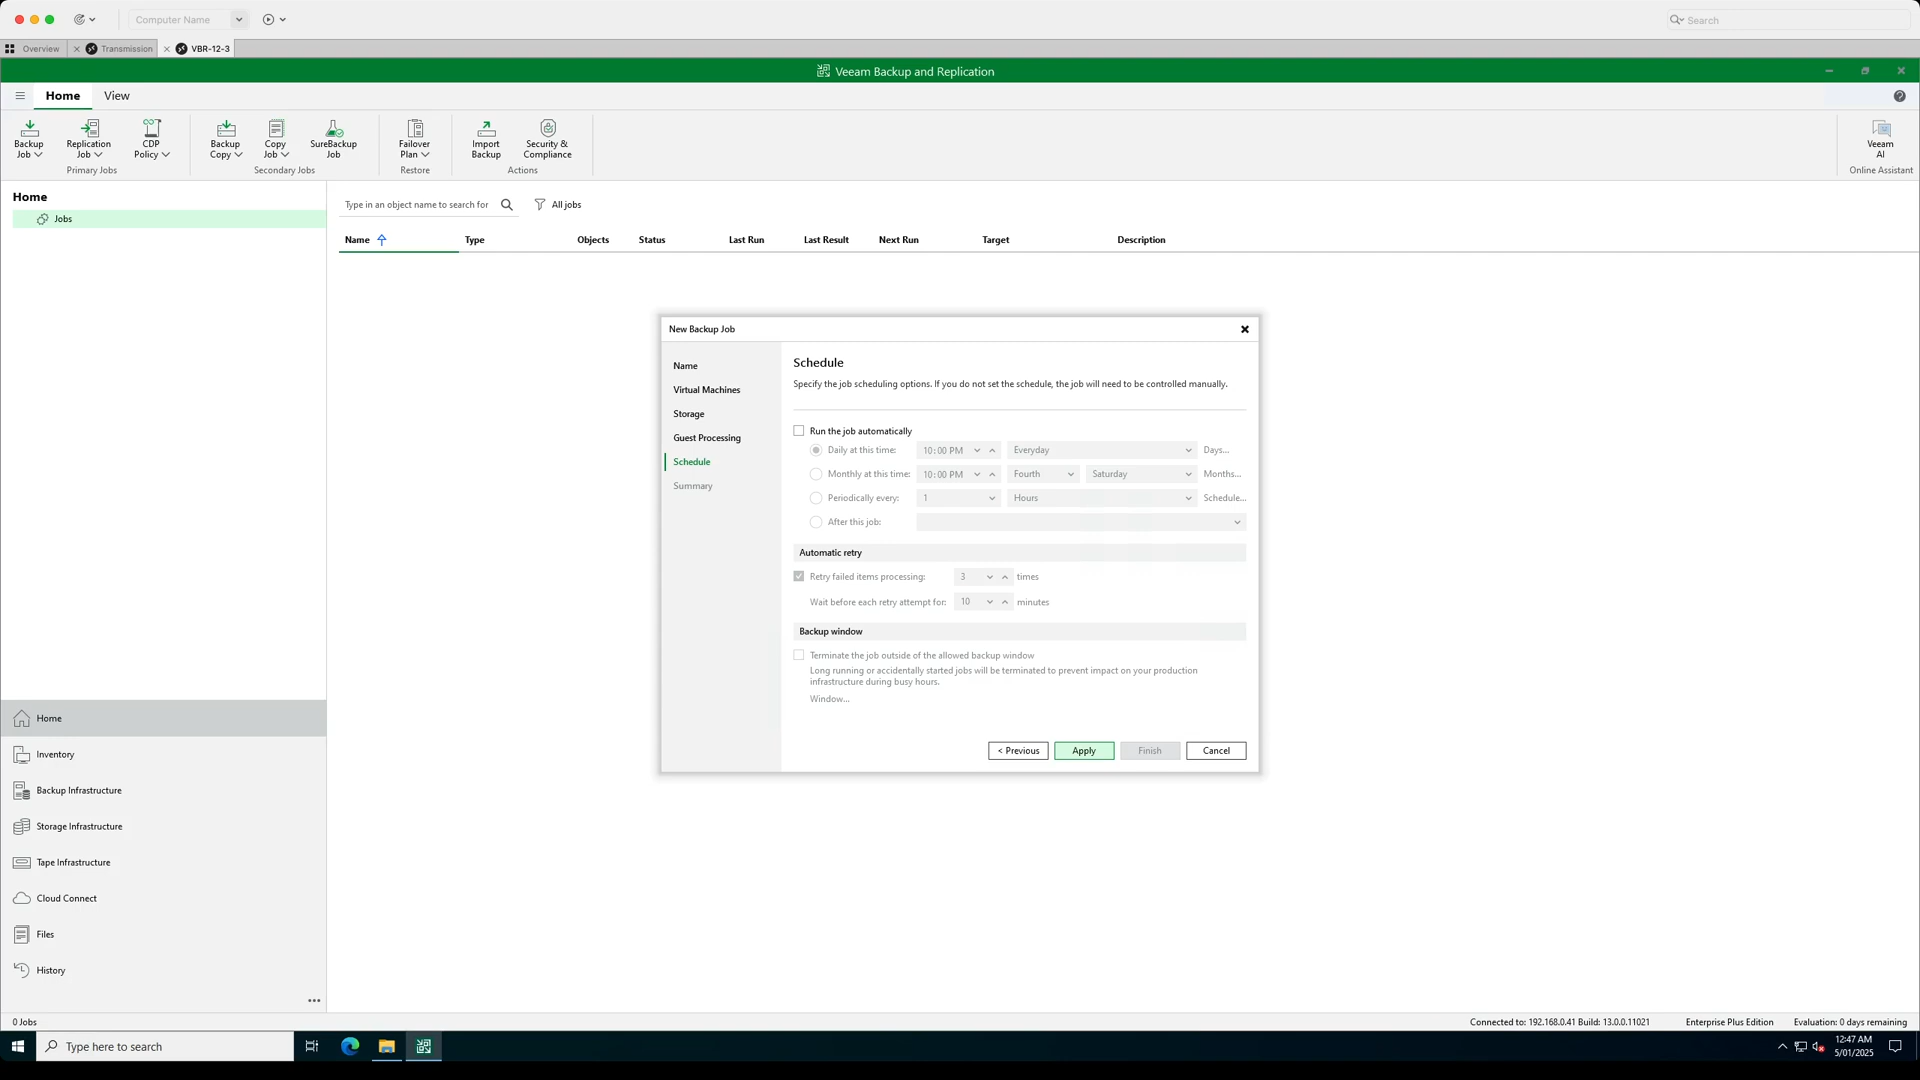 Computer Name
Search
Overview
Transmission
VBR-12-3
Veeam Backup and Replication
Home
View
Backup
Job
Replication
Job
CDP
Policy
Primary Jobs
Backup
Copy
Copy
Job
SureBackup
Job
Secondary Jobs
Failover
Plan
Restore
Import
Backup
Security &
Compliance
Actions
Veeam
AI
Online Assistant
Home
Jobs
Type in an object name to search for
All jobs
Name
Type
Objects
Status
Last Run
Last Result
Next Run
Target
Description
New Backup Job
Name
Virtual Machines
Storage
Guest Processing
Schedule
Summary
Schedule
Specify the job scheduling options. If you do not set the schedule, the job will need to be controlled manually.
Run the job automatically
Daily at this time: 10:00 PM Everyday Days...
Monthly at this time: 10:00 PM Fourth Saturday Months...
Periodically every: 1 Hours Schedule...
After this job:
Automatic retry
Retry failed items processing: 3 times
Wait before each retry attempt for: 10 minutes
Backup window
Terminate the job outside of the allowed backup window
Long running or accidentally started jobs will be terminated to prevent impact on your production
infrastructure during busy hours.
Window...
< Previous
Apply
Finish
Cancel
Home
Inventory
Backup Infrastructure
Storage Infrastructure
Tape Infrastructure
Cloud Connect
Files
History
0 Jobs
Connected to: 192.168.0.41 Build: 13.0.0.11021
Enterprise Plus Edition
Evaluation: 0 days remaining
Type here to search
12:47 AM
5/01/2025